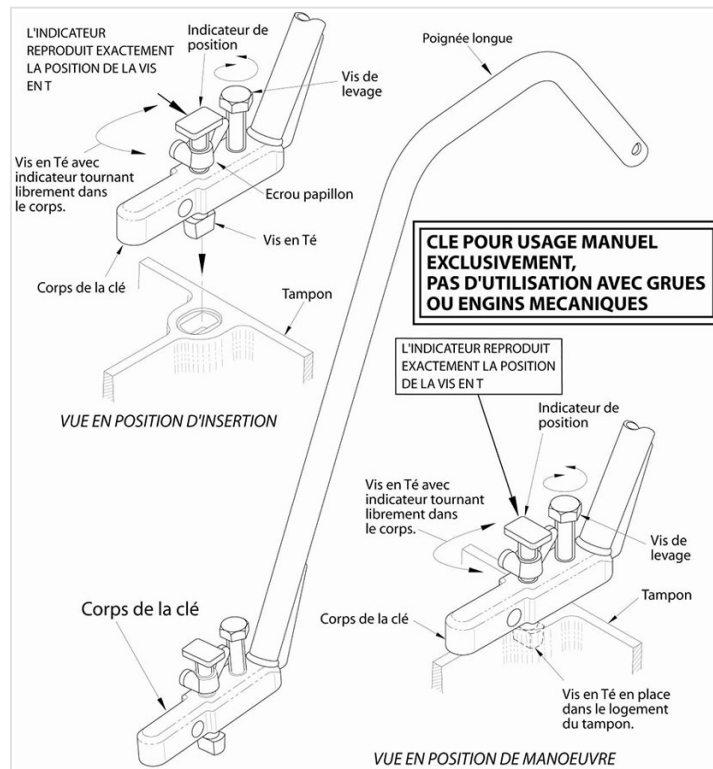 L'INDICATEUR
REPRODUIT EXACTEMENT
LA POSITION DE LA VIS
EN T
Indicateur de
position
Vis de
levage
Poignée longue
Vis en Té avec
indicateur tournant
librement dans
le corps.
Ecrou papillon
Vis en Té
Corps de la clé
Tampon
VUE EN POSITION D'INSERTION
CLE POUR USAGE MANUEL
EXCLUSIVEMENT,
PAS D'UTILISATION AVEC GRUES
OU ENGINS MECANIQUES
L'INDICATEUR REPRODUIT
EXACTEMENT LA POSITION
DE LA VIS EN T
Indicateur de
position
Vis en Té avec
indicateur tournant
librement dans
le corps.
Vis de
levage
Tampon
Corps de la clé
Corps de la clé
Vis en Té en place
dans le logement
du tampon.
VUE EN POSITION DE MANOEUVRE